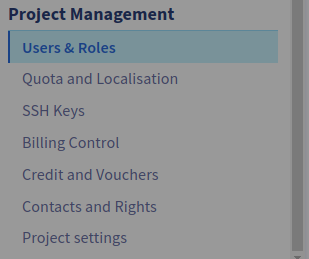 Project Management
Users & Roles
Quota and Localisation
SSH Keys
Billing Control
Credit and Vouchers
Contacts and Rights
Project settings